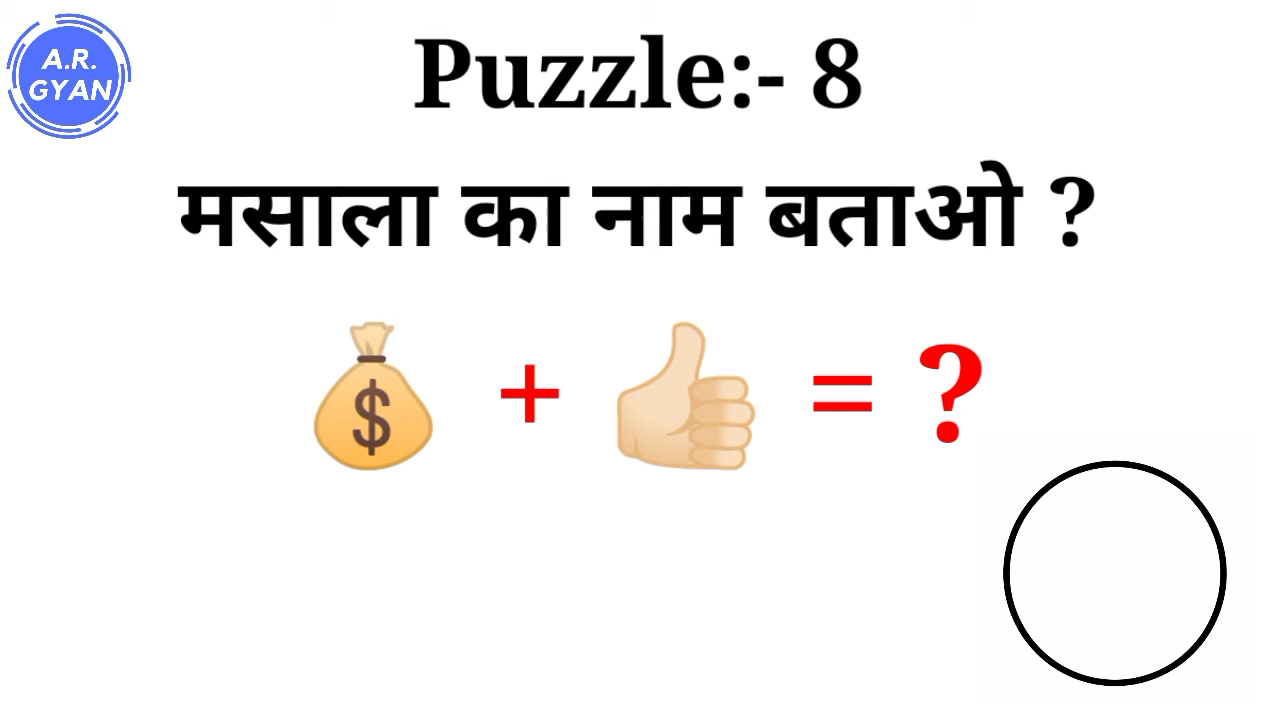 A.R.
GYAN
Puzzle:- 8
मसाला का नाम बताओ ?
$ + = ?